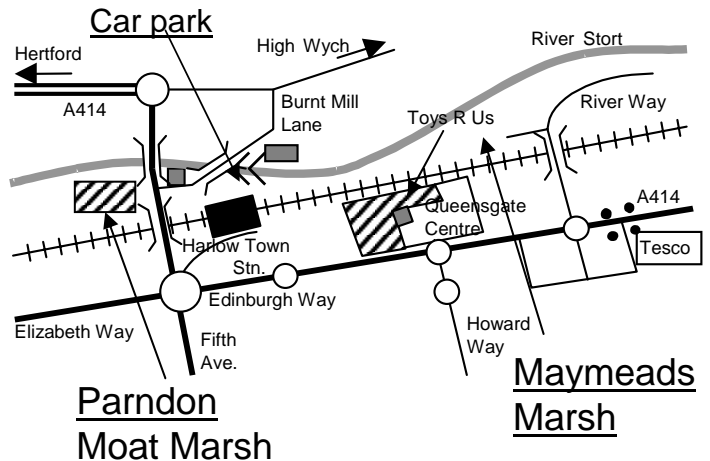 Car park
Hertford
High Wych
River Stort
A414
Burnt Mill
Lane
River Way
Toys R Us
A414
Queensgate
Centre
Tesco
Harlow Town
Stn.
Edinburgh Way
Elizabeth Way
Fifth
Ave.
Howard
Way
Parndon
Moat Marsh
Maymeads
Marsh